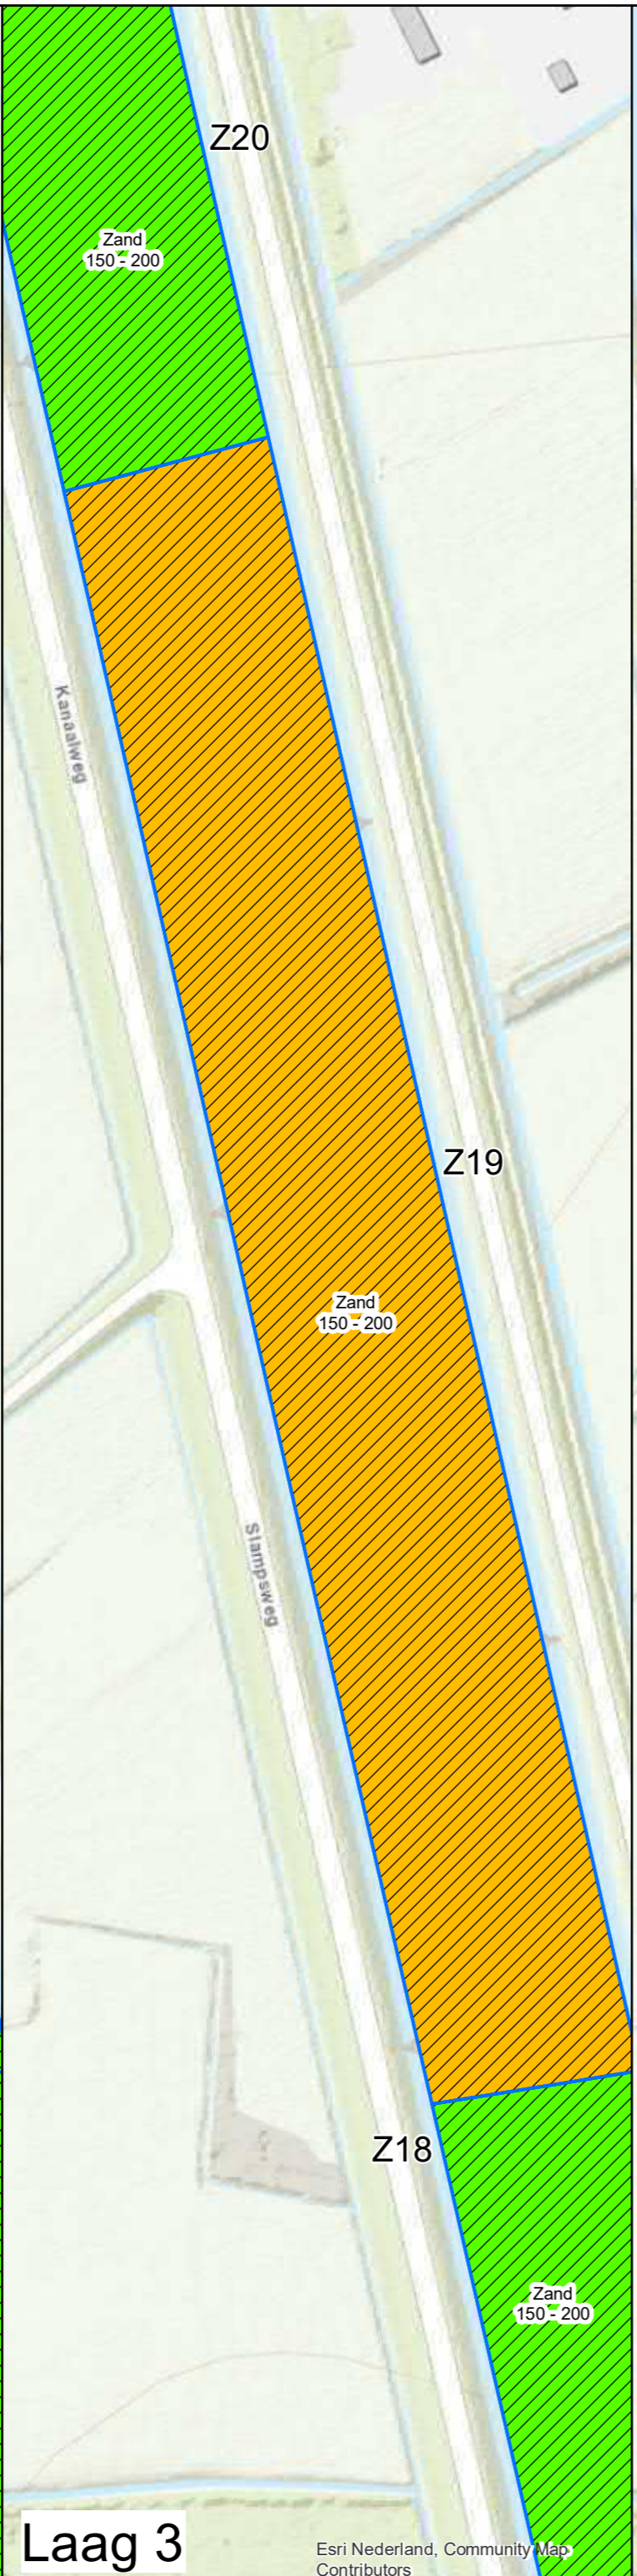 Z20
Zand
150 - 200
Kanaalweg
Z19
Zand
150 - 200
Slampsweg
Z18
Zand
150 - 200
Laag 3
Esri Nederland, Community Map
Contributors